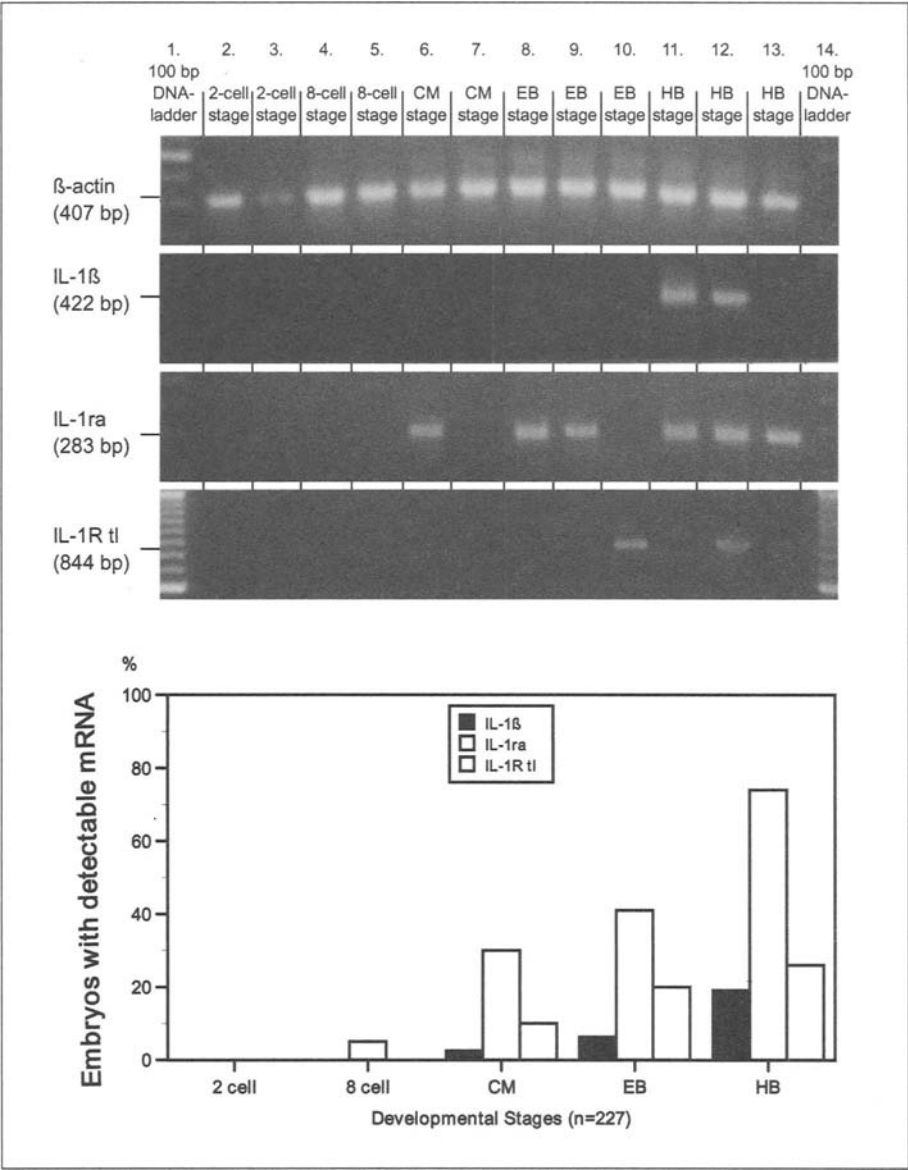 1. 2. 3. 4. 5. 6. 7. 8. 9. 10. 11. 12. 13. 14.
100 bp 100 bp
DNA- 2-cell 2-cell 8-cell 8-cell CM CM EB EB EB HB HB HB DNA-
ladder stage stage stage stage stage stage stage stage stage stage stage stage ladder
ß-actin
(407 bp)
IL-1ß
(422 bp)
IL-1ra
(283 bp)
IL-1R tI
(844 bp)
%
Embryos with detectable mRNA
100
80
60
40
20
0
IL-1ß
IL-1ra
IL-1R tI
2 cell 8 cell CM EB HB
Developmental Stages (n=227)